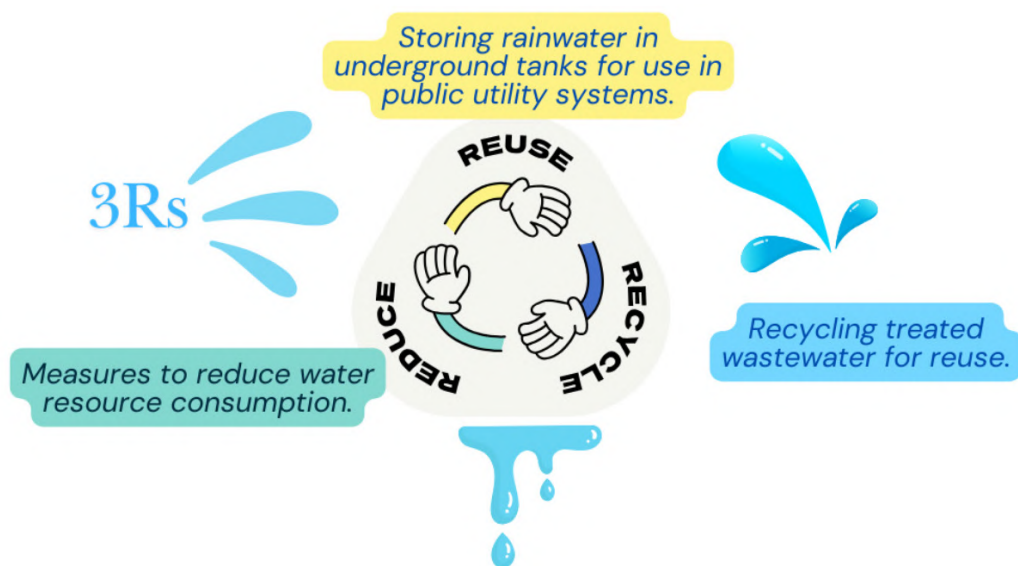 Storing rainwater in
underground tanks for use in
public utility systems.
REUSE
3Rs
REDUCE
RECYCLE
Recycling treated
wastewater for reuse.
Measures to reduce water
resource consumption.